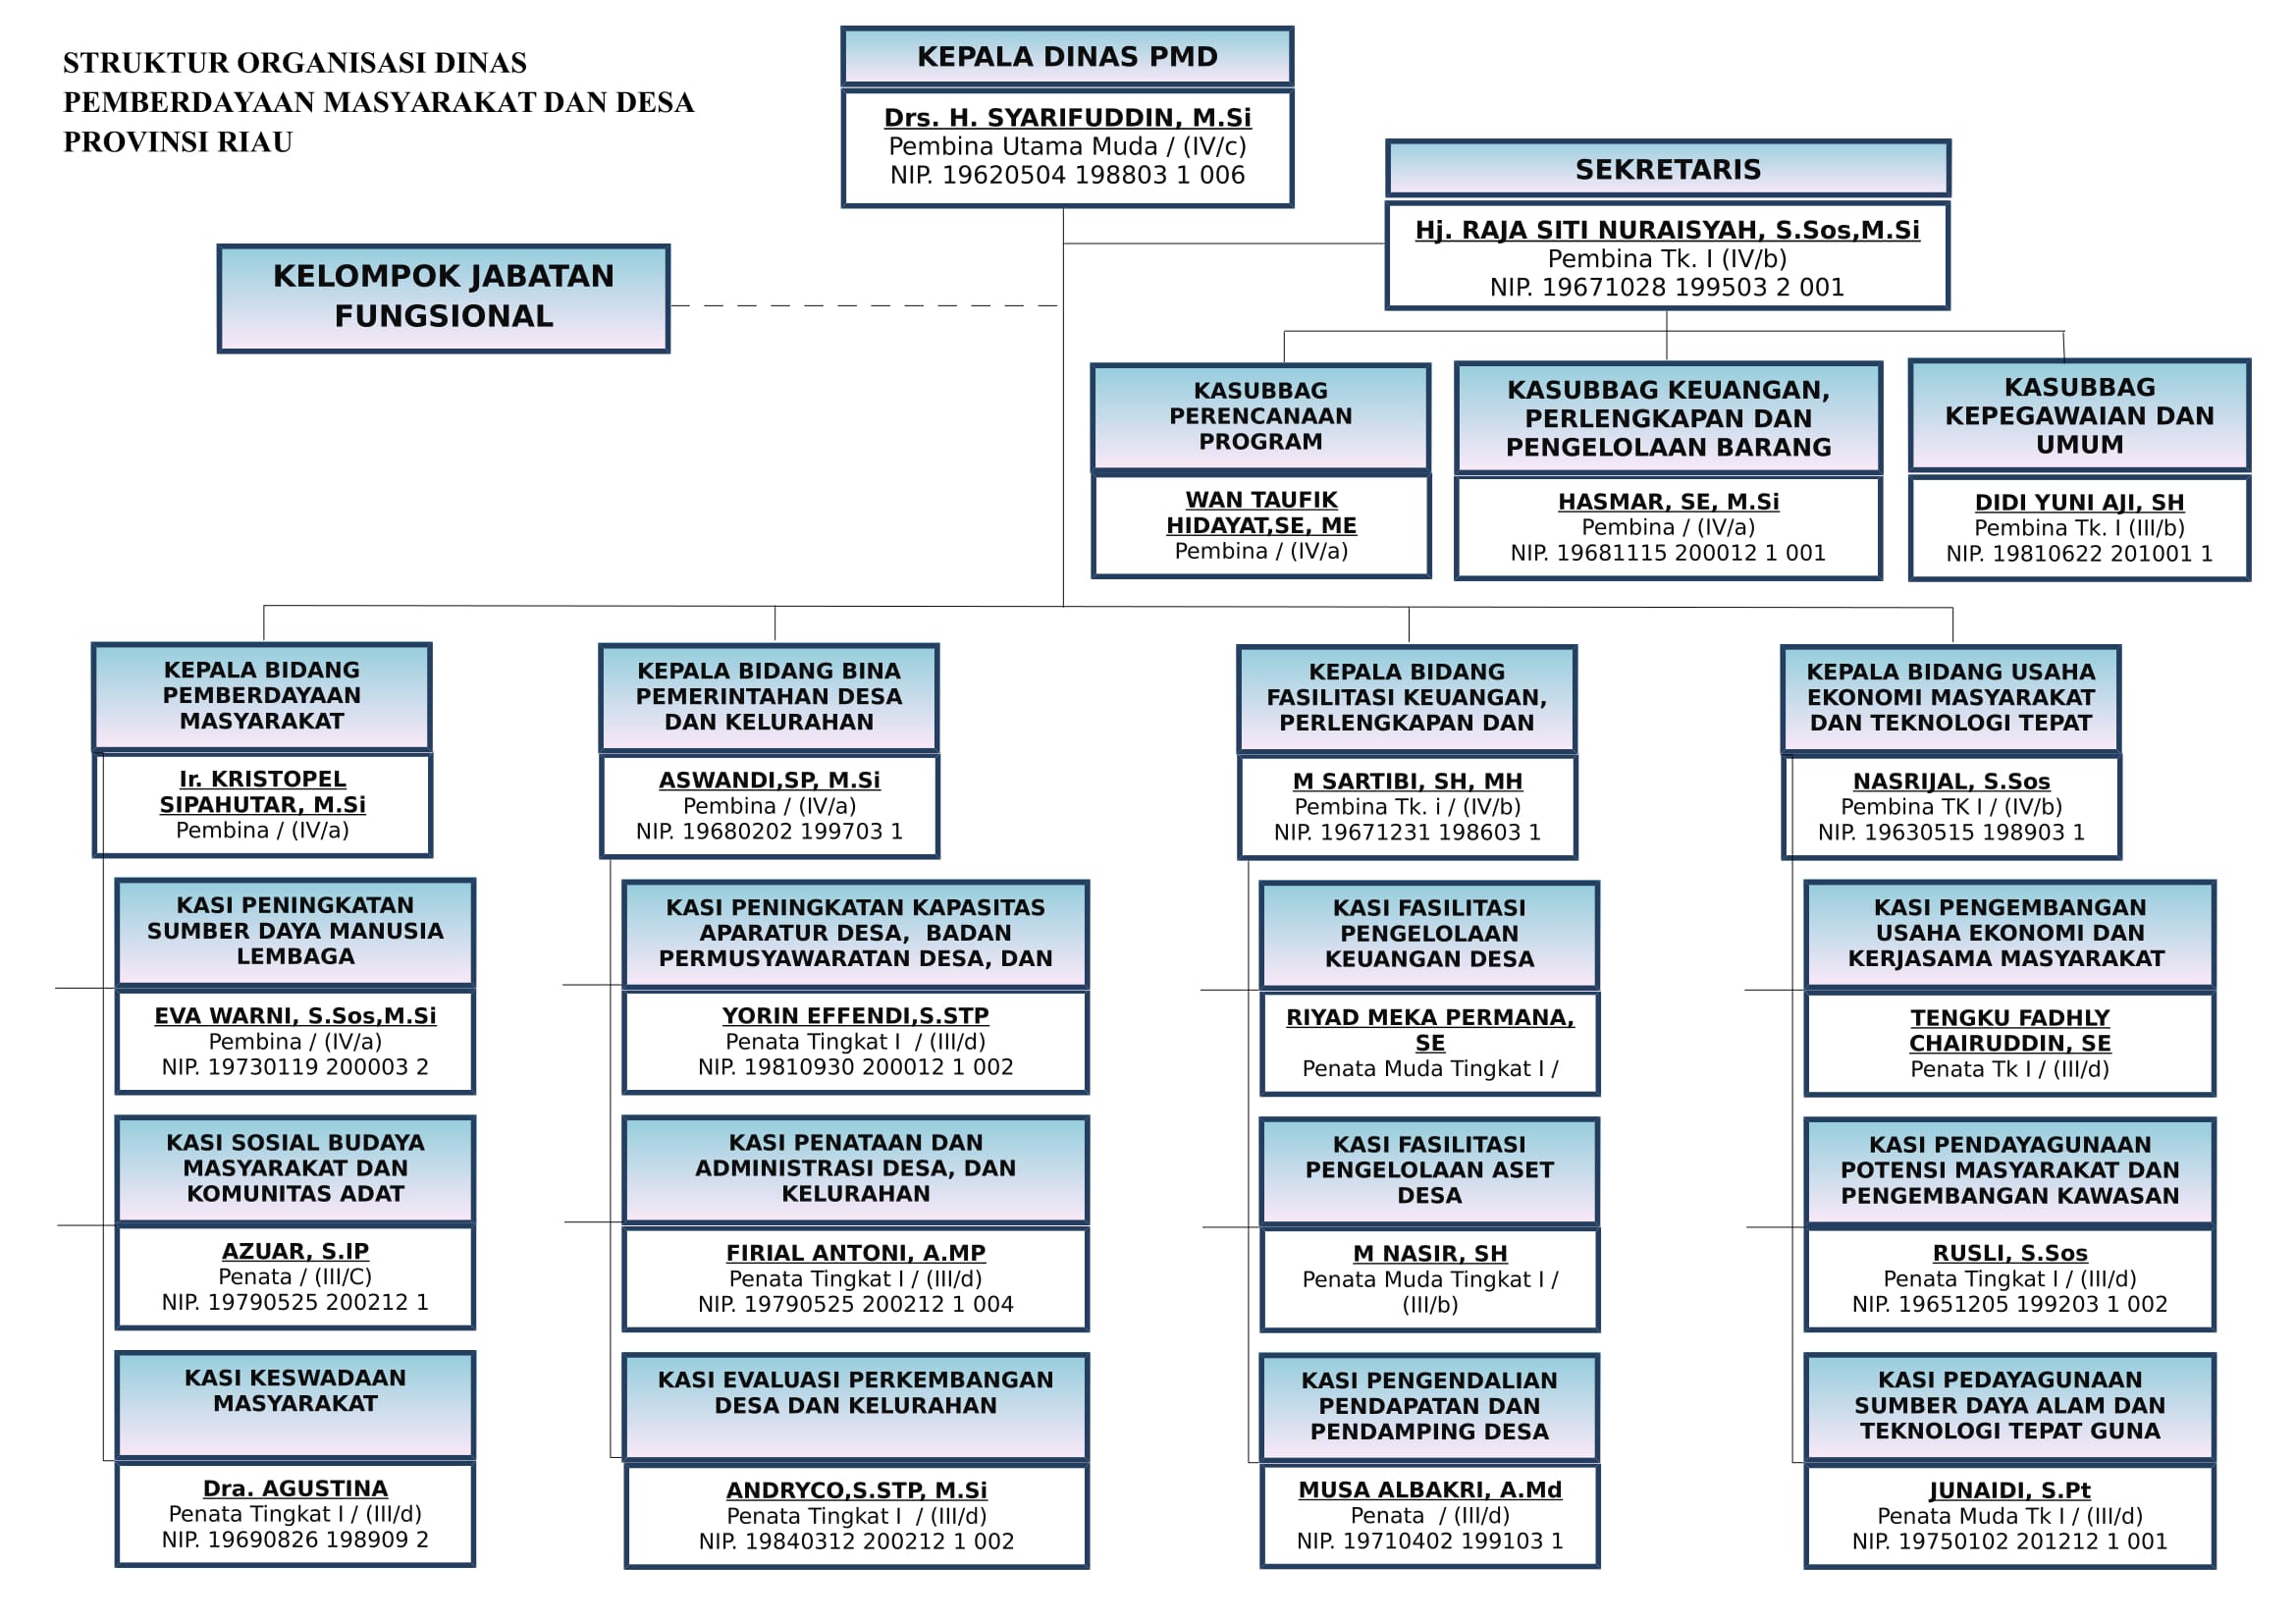 STRUKTUR ORGANISASI DINAS
PEMBERDAYAAN MASYARAKAT DAN DESA
PROVINSI RIAU
KEPALA DINAS PMD
Drs. H. SYARIFUDDIN, M.Si
Pembina Utama Muda / (IV/c)
NIP. 19620504 198803 1 006
SEKRETARIS
Hj. RAJA SITI NURAISYAH, S.Sos,M.Si
Pembina Tk. I (IV/b)
NIP. 19671028 199503 2 001
KELOMPOK JABATAN
FUNGSIONAL
KASUBBAG
PERENCANAAN
PROGRAM
WAN TAUFIK
HIDAYAT,SE, ME
Pembina / (IV/a)
KASUBBAG KEUANGAN,
PERLENGKAPAN DAN
PENGELOLAAN BARANG
HASMAR, SE, M.Si
Pembina / (IV/a)
NIP. 19681115 200012 1 001
KASUBBAG
KEPEGAWAIAN DAN
UMUM
DIDI YUNI AJI, SH
Pembina Tk. I (III/b)
NIP. 19810622 201001 1
KEPALA BIDANG
PEMBERDAYAAN
MASYARAKAT
Ir. KRISTOPEL
SIPAHUTAR, M.Si
Pembina / (IV/a)
KASI PENINGKATAN
SUMBER DAYA MANUSIA
LEMBAGA
EVA WARNI, S.Sos,M.Si
Pembina / (IV/a)
NIP. 19730119 200003 2
KASI SOSIAL BUDAYA
MASYARAKAT DAN
KOMUNITAS ADAT
AZUAR, S.IP
Penata / (III/C)
NIP. 19790525 200212 1
KASI KESWADAAN
MASYARAKAT
Dra. AGUSTINA
Penata Tingkat I / (III/d)
NIP. 19690826 198909 2
KEPALA BIDANG BINA
PEMERINTAHAN DESA
DAN KELURAHAN
ASWANDI,SP, M.Si
Pembina / (IV/a)
NIP. 19680202 199703 1
KASI PENINGKATAN KAPASITAS
APARATUR DESA,  BADAN
PERMUSYAWARATAN DESA, DAN
YORIN EFFENDI,S.STP
Penata Tingkat I  / (III/d)
NIP. 19810930 200012 1 002
KASI PENATAAN DAN
ADMINISTRASI DESA, DAN
KELURAHAN
FIRIAL ANTONI, A.MP
Penata Tingkat I / (III/d)
NIP. 19790525 200212 1 004
KASI EVALUASI PERKEMBANGAN
DESA DAN KELURAHAN
ANDRYCO,S.STP, M.Si
Penata Tingkat I  / (III/d)
NIP. 19840312 200212 1 002
KEPALA BIDANG
FASILITASI KEUANGAN,
PERLENGKAPAN DAN
M SARTIBI, SH, MH
Pembina Tk. i / (IV/b)
NIP. 19671231 198603 1
KASI FASILITASI
PENGELOLAAN
KEUANGAN DESA
RIYAD MEKA PERMANA,
SE
Penata Muda Tingkat I /
KASI FASILITASI
PENGELOLAAN ASET
DESA
M NASIR, SH
Penata Muda Tingkat I /
(III/b)
KASI PENGENDALIAN
PENDAPATAN DAN
PENDAMPING DESA
MUSA ALBAKRI, A.Md
Penata  / (III/d)
NIP. 19710402 199103 1
KEPALA BIDANG USAHA
EKONOMI MASYARAKAT
DAN TEKNOLOGI TEPAT
NASRIJAL, S.Sos
Pembina TK I / (IV/b)
NIP. 19630515 198903 1
KASI PENGEMBANGAN
USAHA EKONOMI DAN
KERJASAMA MASYARAKAT
TENGKU FADHLY
CHAIRUDDIN, SE
Penata Tk I / (III/d)
KASI PENDAYAGUNAAN
POTENSI MASYARAKAT DAN
PENGEMBANGAN KAWASAN
RUSLI, S.Sos
Penata Tingkat I / (III/d)
NIP. 19651205 199203 1 002
KASI PEDAYAGUNAAN
SUMBER DAYA ALAM DAN
TEKNOLOGI TEPAT GUNA
JUNAIDI, S.Pt
Penata Muda Tk I / (III/d)
NIP. 19750102 201212 1 001